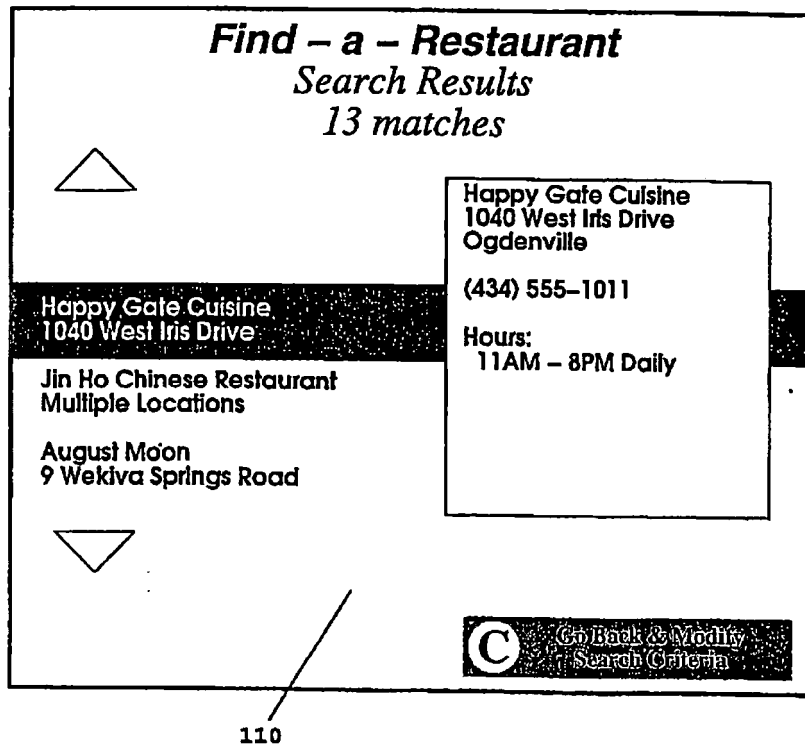 Find – a – Restaurant
Search Results
13 matches
Happy Gate Cuisine
1040 West Iris Drive
Jin Ho Chinese Restaurant
Multiple Locations
August Moon
9 Wekiva Springs Road
Happy Gate Cuisine
1040 West Iris Drive
Ogdenville
(434) 555–1011
Hours:
11AM – 8PM Daily
C
Go Back & Modify
Search Criteria
110